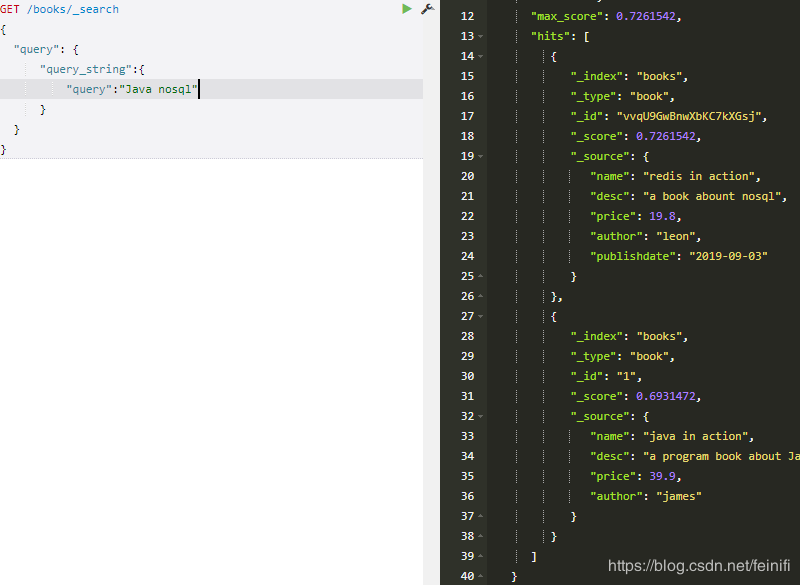 GET /books/_search
{
"query": {
"query_string":{
"query":"Java nosql"
}
}
}
12 "max_score": 0.7261542,
13 "hits": [
14 {
15 "_index": "books",
16 "_type": "book",
17 "_id": "vvqU9GwBnwXbKC7kXGsj",
18 "_score": 0.7261542,
19 "_source": {
20 "name": "redis in action",
21 "desc": "a book abount nosql",
22 "price": 19.8,
23 "author": "leon",
24 "publishdate": "2019-09-03"
25 }
26 },
27 {
28 "_index": "books",
29 "_type": "book",
30 "_id": "1",
31 "_score": 0.6931472,
32 "_source": {
33 "name": "java in action",
34 "desc": "a program book about Ja
35 "price": 39.9,
36 "author": "james"
37 }
38 }
39 ]
40 }
https://blog.csdn.net/feinifi